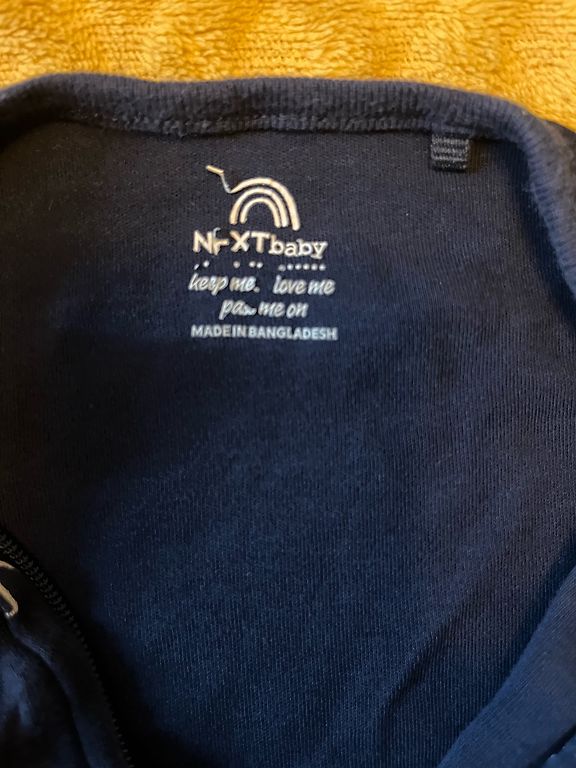 NEXTbaby
keep me. love me
pass me on
MADE IN BANGLADESH